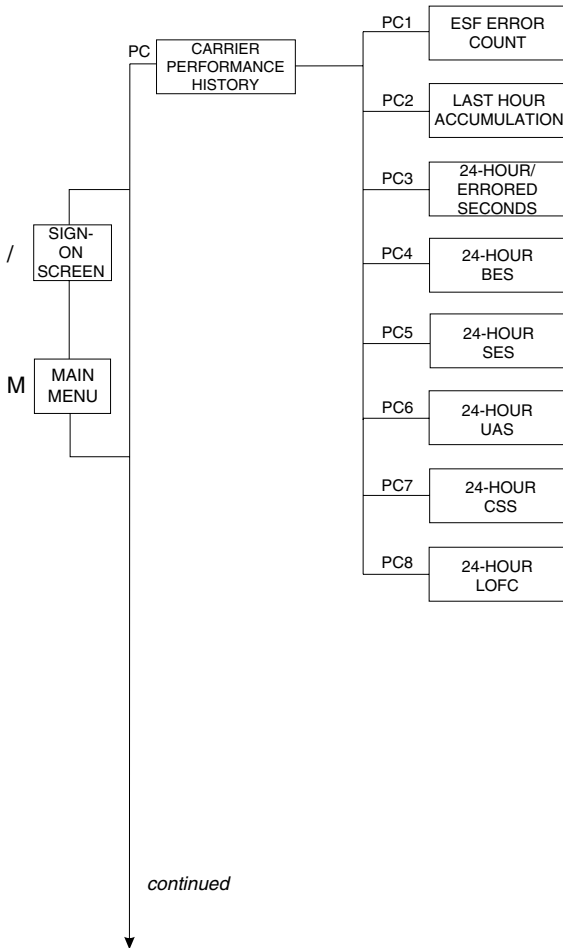 PC
CARRIER
PERFORMANCE
HISTORY
PC1
ESF ERROR
COUNT
PC2
LAST HOUR
ACCUMULATION
PC3
24-HOUR/
ERRORED
SECONDS
/
SIGN-
ON
SCREEN
PC4
24-HOUR
BES
PC5
24-HOUR
SES
M
MAIN
MENU
PC6
24-HOUR
UAS
PC7
24-HOUR
CSS
PC8
24-HOUR
LOFC
continued